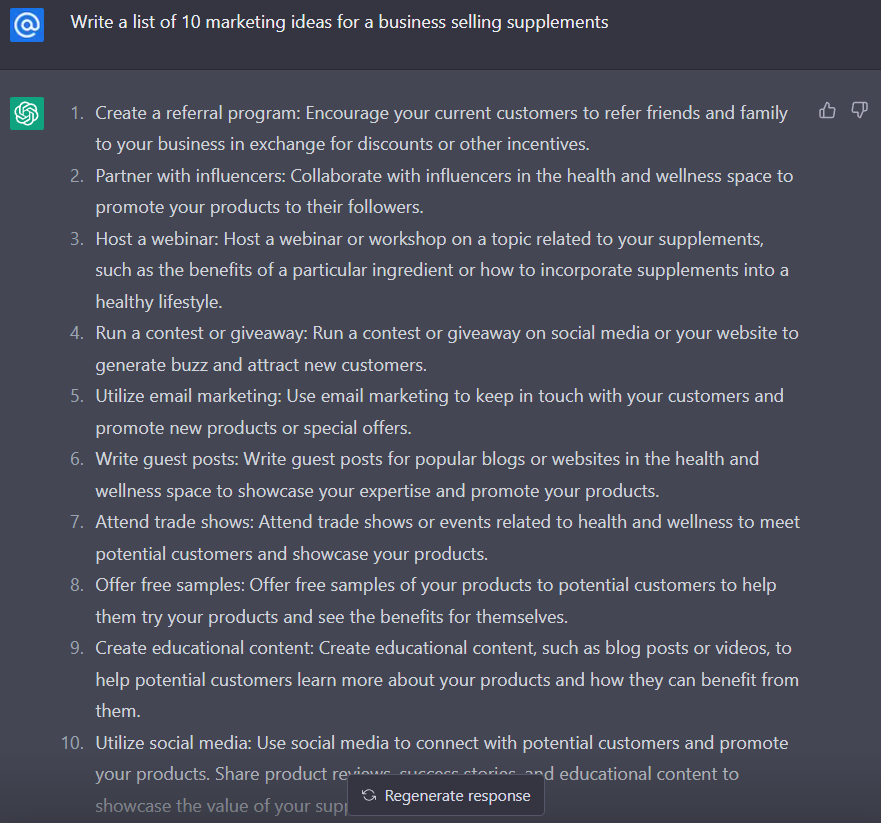 Write a list of 10 marketing ideas for a business selling supplements
1. Create a referral program: Encourage your current customers to refer friends and family
to your business in exchange for discounts or other incentives.
2. Partner with influencers: Collaborate with influencers in the health and wellness space to
promote your products to their followers.
3. Host a webinar: Host a webinar or workshop on a topic related to your supplements,
such as the benefits of a particular ingredient or how to incorporate supplements into a
healthy lifestyle.
4. Run a contest or giveaway: Run a contest or giveaway on social media or your website to
generate buzz and attract new customers.
5. Utilize email marketing: Use email marketing to keep in touch with your customers and
promote new products or special offers.
6. Write guest posts: Write guest posts for popular blogs or websites in the health and
wellness space to showcase your expertise and promote your products.
7. Attend trade shows: Attend trade shows or events related to health and wellness to meet
potential customers and showcase your products.
8. Offer free samples: Offer free samples of your products to potential customers to help
them try your products and see the benefits for themselves.
9. Create educational content: Create educational content, such as blog posts or videos, to
help potential customers learn more about your products and how they can benefit from
them.
10. Utilize social media: Use social media to connect with potential customers and promote
your products. Share product reviews, success stories, and educational content to
showcase the value of your
Regenerate response